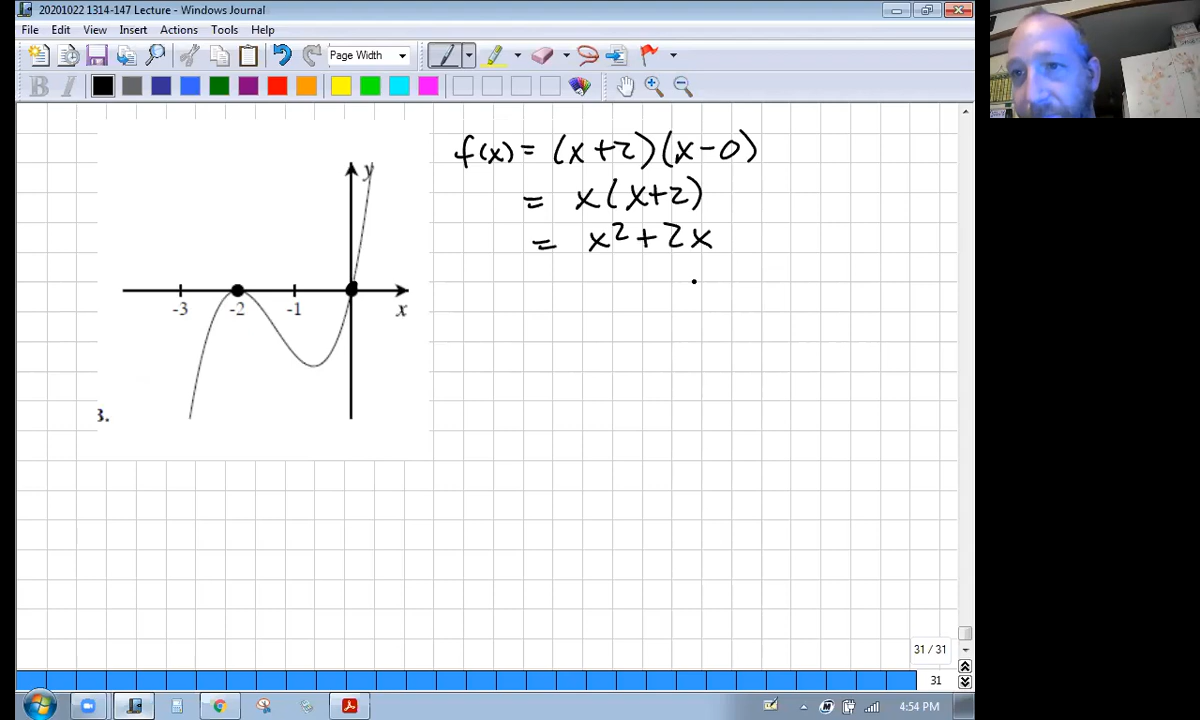 20201022 1314-147 Lecture - Windows Journal
File Edit View Insert Actions Tools Help
Page Width
B I
f(x) = (x+2)(x-0)
= x(x+2)
= x²+2x
y
-3 -2 -1 x
3.
31 / 31
31
4:54 PM